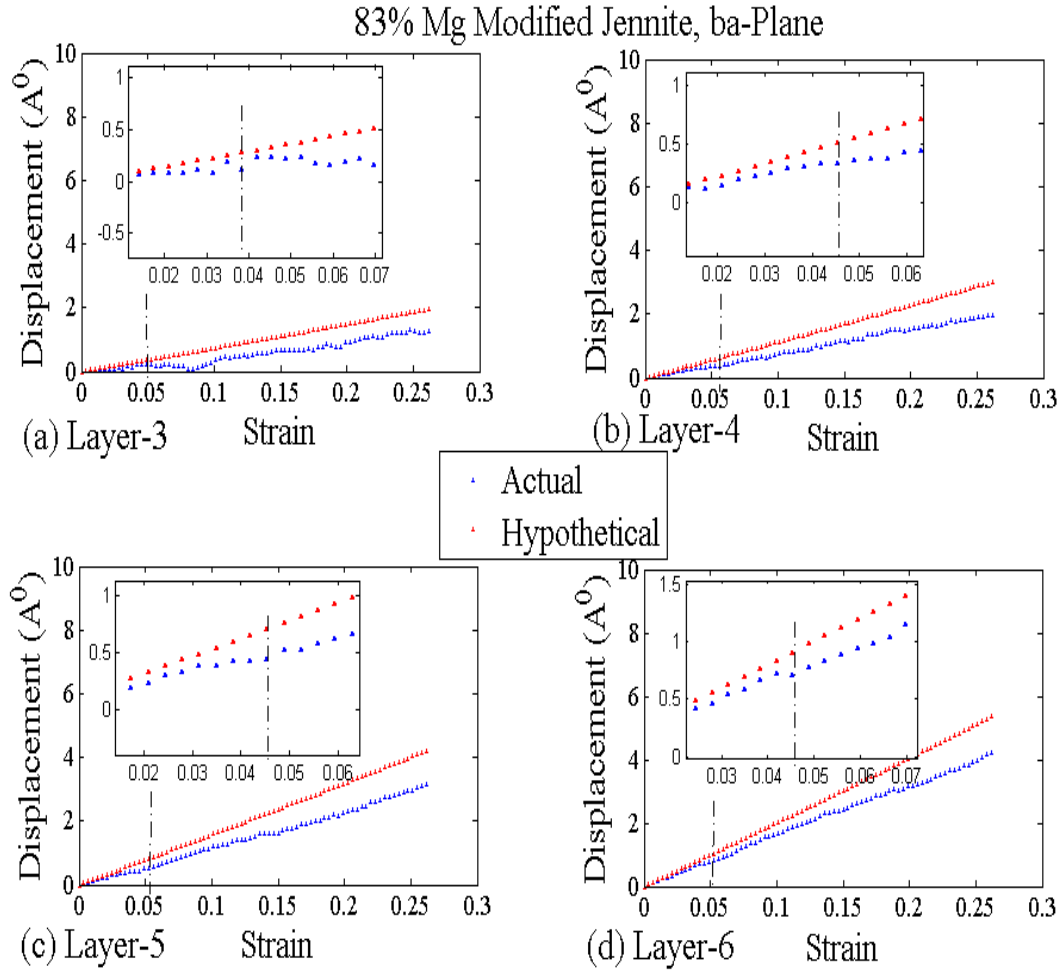 83% Mg Modified Jennite, ba-Plane
Displacement (A⁰)
10
8
6
4
2
0
0 0.05 0.1 0.15 0.2 0.25 0.3
1
0.5
0
-0.5
0.02 0.03 0.04 0.05 0.06 0.07
(a) Layer-3 Strain
Displacement (A⁰)
10
8
6
4
2
0
0 0.05 0.1 0.15 0.2 0.25 0.3
1
0.5
0
0.02 0.03 0.04 0.05 0.06
(b) Layer-4 Strain
Actual
Hypothetical
Displacement (A⁰)
10
8
6
4
2
0
0 0.05 0.1 0.15 0.2 0.25 0.3
1
0.5
0
0.02 0.03 0.04 0.05 0.06
(c) Layer-5 Strain
Displacement (A⁰)
10
8
6
4
2
0
0 0.05 0.1 0.15 0.2 0.25 0.3
1.5
1
0.5
0
0.03 0.04 0.05 0.06 0.07
(d) Layer-6 Strain